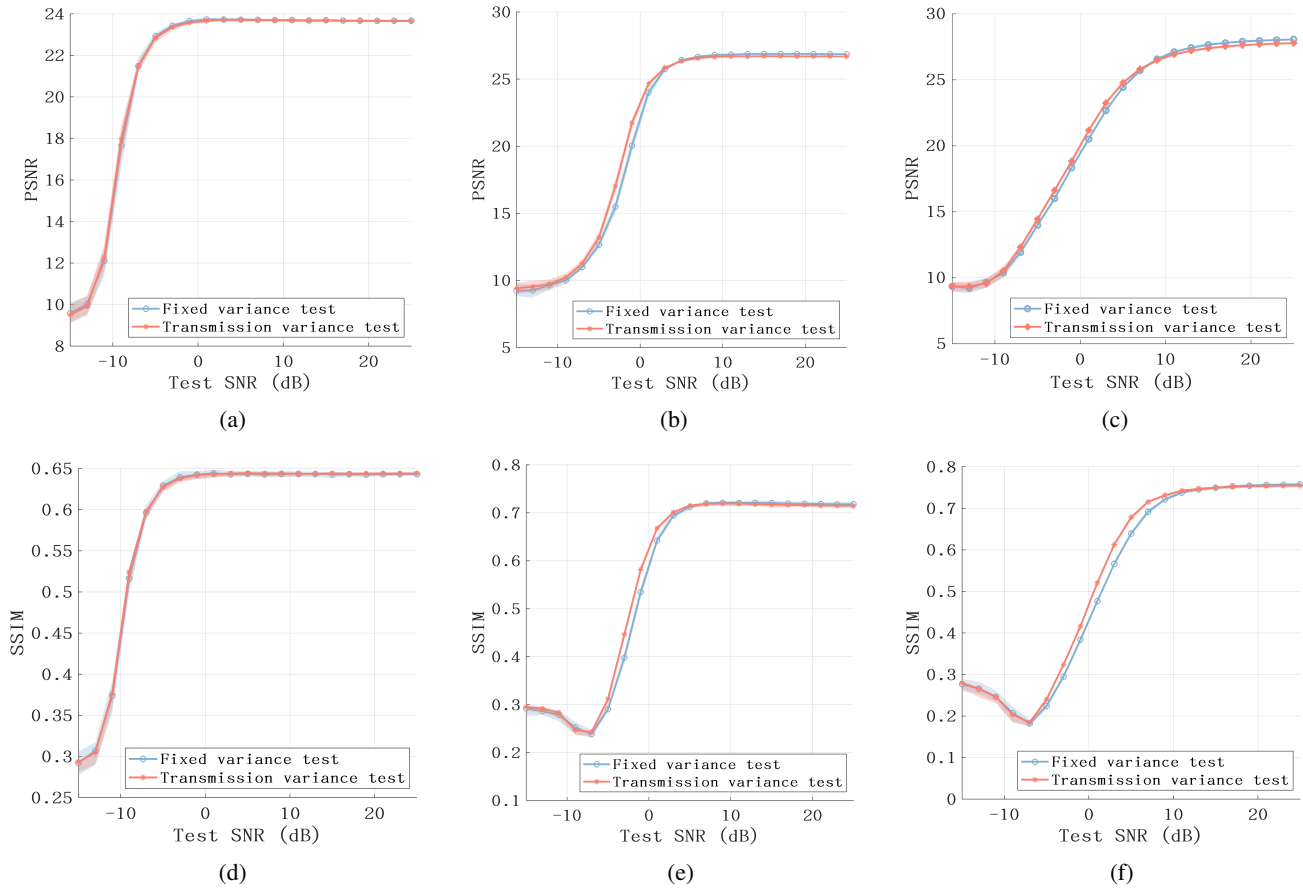 24
22
20
18
16
14
12
10
8
PSNR
-10
0
10
20
Test SNR (dB)
Fixed variance test
Transmission variance test
(a)
30
25
20
15
10
5
PSNR
-10
0
10
20
Test SNR (dB)
Fixed variance test
Transmission variance test
(b)
30
25
20
15
10
5
PSNR
-10
0
10
20
Test SNR (dB)
Fixed variance test
Transmission variance test
(c)
0.65
0.6
0.55
0.5
0.45
0.4
0.35
0.3
0.25
SSIM
-10
0
10
20
Test SNR (dB)
Fixed variance test
Transmission variance test
(d)
0.8
0.7
0.6
0.5
0.4
0.3
0.2
0.1
SSIM
-10
0
10
20
Test SNR (dB)
Fixed variance test
Transmission variance test
(e)
0.8
0.7
0.6
0.5
0.4
0.3
0.2
0.1
0
SSIM
-10
0
10
20
Test SNR (dB)
Fixed variance test
Transmission variance test
(f)